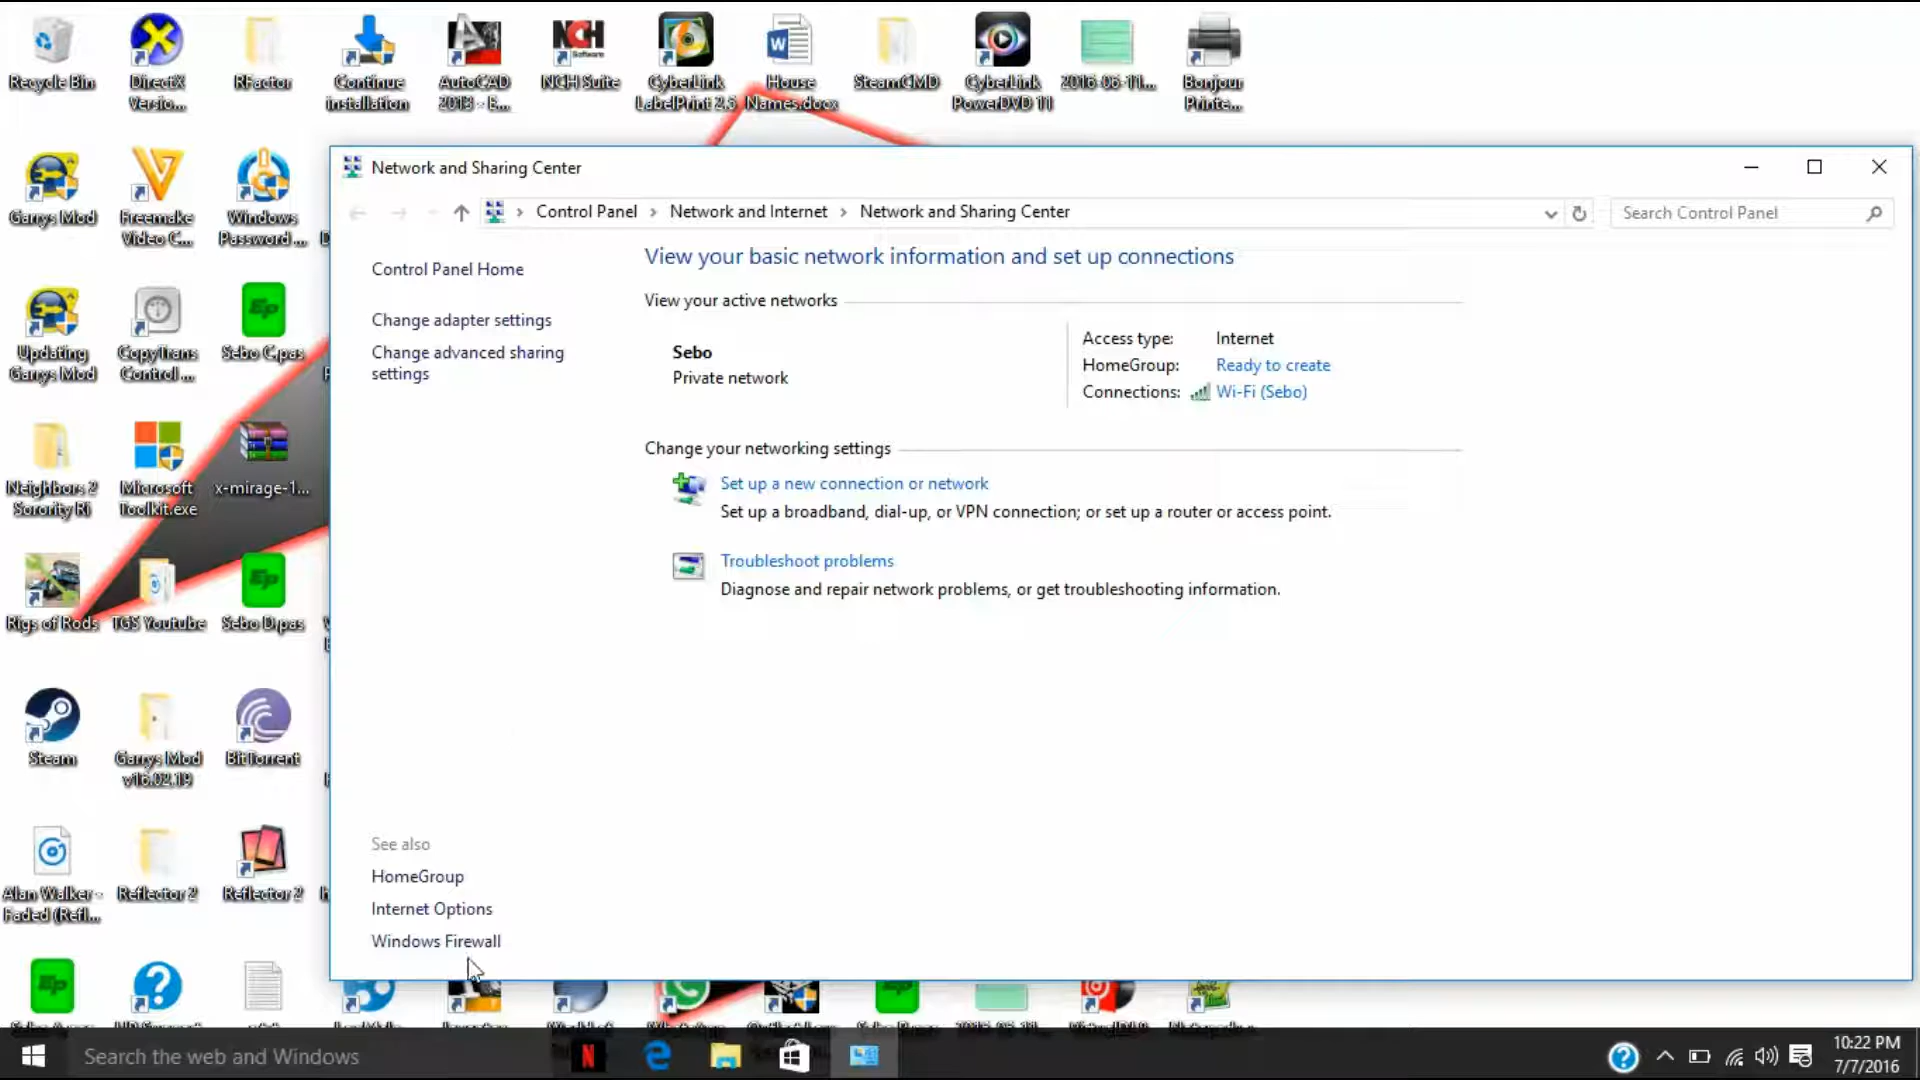 Recycle Bin
DirectX
Versio...
RFactor
Continue
installation
AutoCAD
2013 - E...
NCH Suite
CyberLink
LabelPrint 2.5
House
Names.docx
SteamCMD
CyberLink
PowerDVD 11
2016-06-11...
Bonjour
Printe...
Garrys Mod
Freemake
Video C...
Windows
Password ...
Updating
Garrys Mod
CopyTrans
Control ...
Sebo C.pas
Neighbors 2
Sorority Ri
Microsoft
Toolkit.exe
x-mirage-1...
Rigs of Rods
TGS Youtube
Sebo D.pas
Steam
Garrys Mod
v16.02.19
BitTorrent
Alan Walker -
Faded (Refl...
Reflector 2
Reflector 2
Network and Sharing Center
Control Panel > Network and Internet > Network and Sharing Center
Search Control Panel
Control Panel Home
Change adapter settings
Change advanced sharing
settings
View your basic network information and set up connections
View your active networks
Sebo
Private network
Access type: Internet
HomeGroup: Ready to create
Connections: Wi-Fi (Sebo)
Change your networking settings
Set up a new connection or network
Set up a broadband, dial-up, or VPN connection; or set up a router or access point.
Troubleshoot problems
Diagnose and repair network problems, or get troubleshooting information.
See also
HomeGroup
Internet Options
Windows Firewall
Search the web and Windows
10:22 PM
7/7/2016